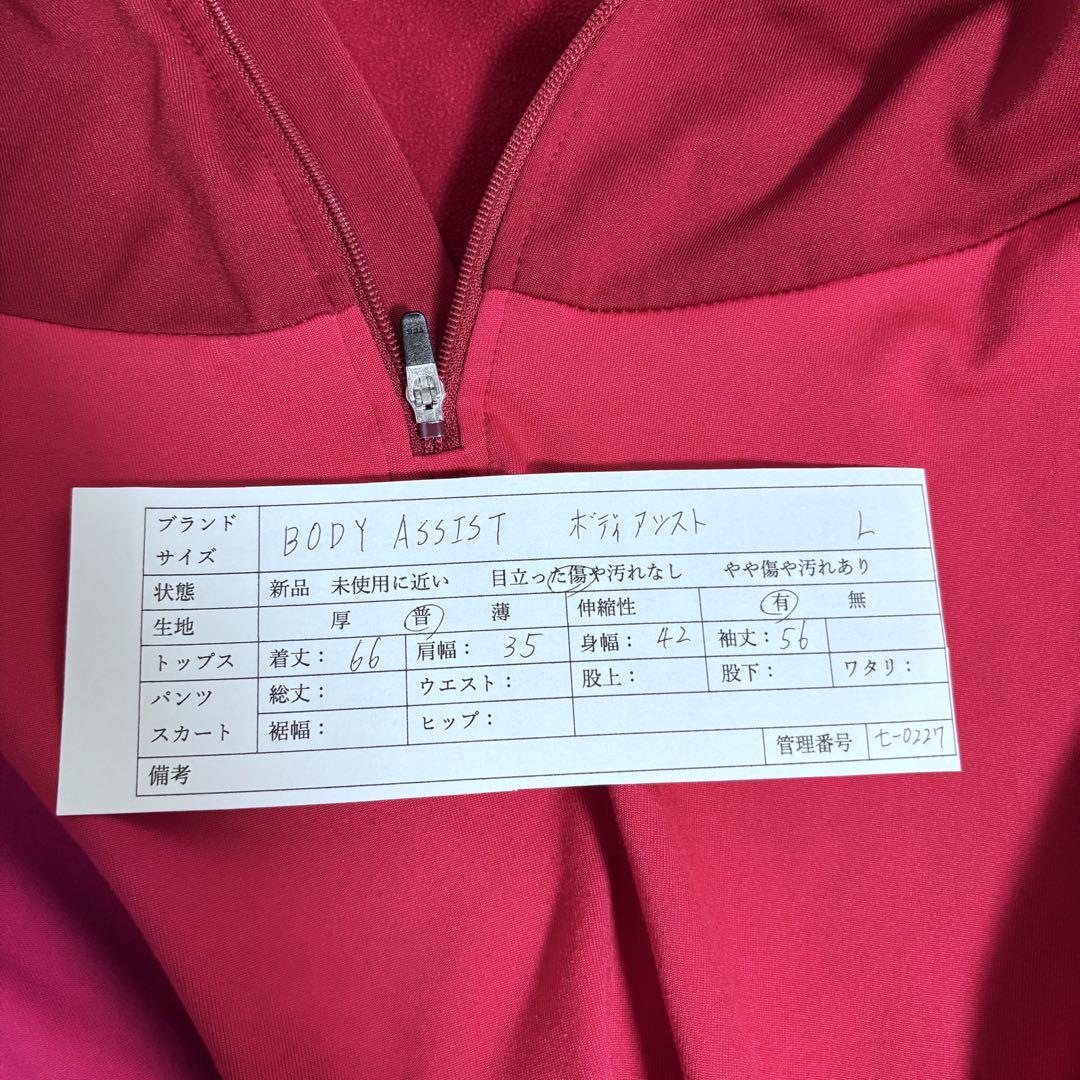 ブランド
サイズ
BODY ASSIST ボディアシスト L
状態 新品 未使用に近い 目立った傷や汚れなし やや傷や汚れあり
生地 厚 普 薄 伸縮性 有 無
トップス 着丈: 66 肩幅: 35 身幅: 42 袖丈: 56
パンツ 総丈: ウエスト: 股上: 股下: ワタリ:
スカート 裾幅: ヒップ:
管理番号 七-0227
備考